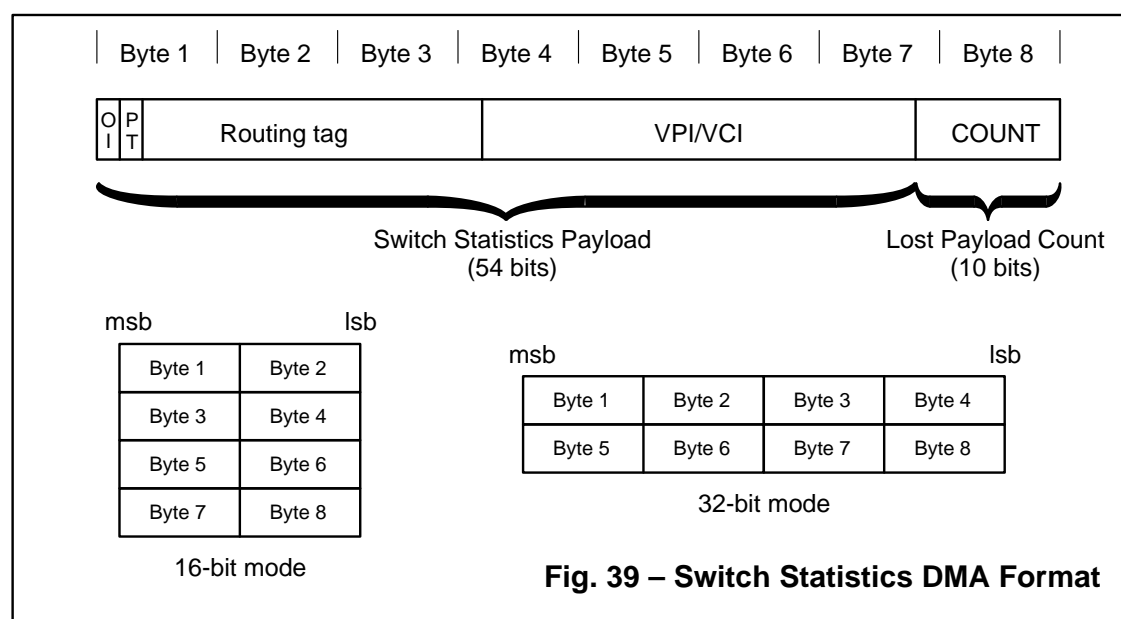 Byte 1 Byte 2 Byte 3 Byte 4 Byte 5 Byte 6 Byte 7 Byte 8
OI PT Routing tag VPI/VCI COUNT
Switch Statistics Payload
(54 bits)
Lost Payload Count
(10 bits)
msb lsb
Byte 1 Byte 2
Byte 3 Byte 4
Byte 5 Byte 6
Byte 7 Byte 8
16-bit mode
msb lsb
Byte 1 Byte 2 Byte 3 Byte 4
Byte 5 Byte 6 Byte 7 Byte 8
32-bit mode
Fig. 39 – Switch Statistics DMA Format